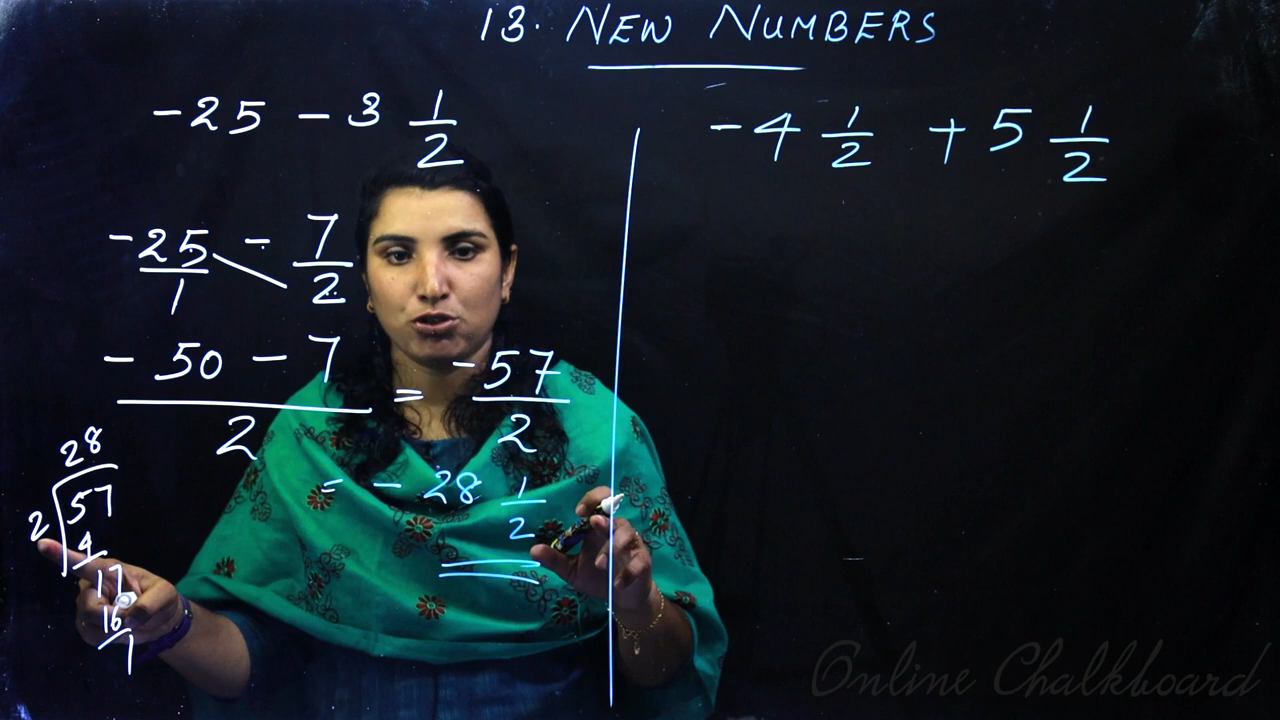 13. NEW NUMBERS
-25 - 3 1/2
-25/1 - 7/2
- 50 - 7 / 2 = -57/2
= - 28 1/2
28
2 57
4
17
16
1
-4 1/2 + 5 1/2
Online Chalkboard